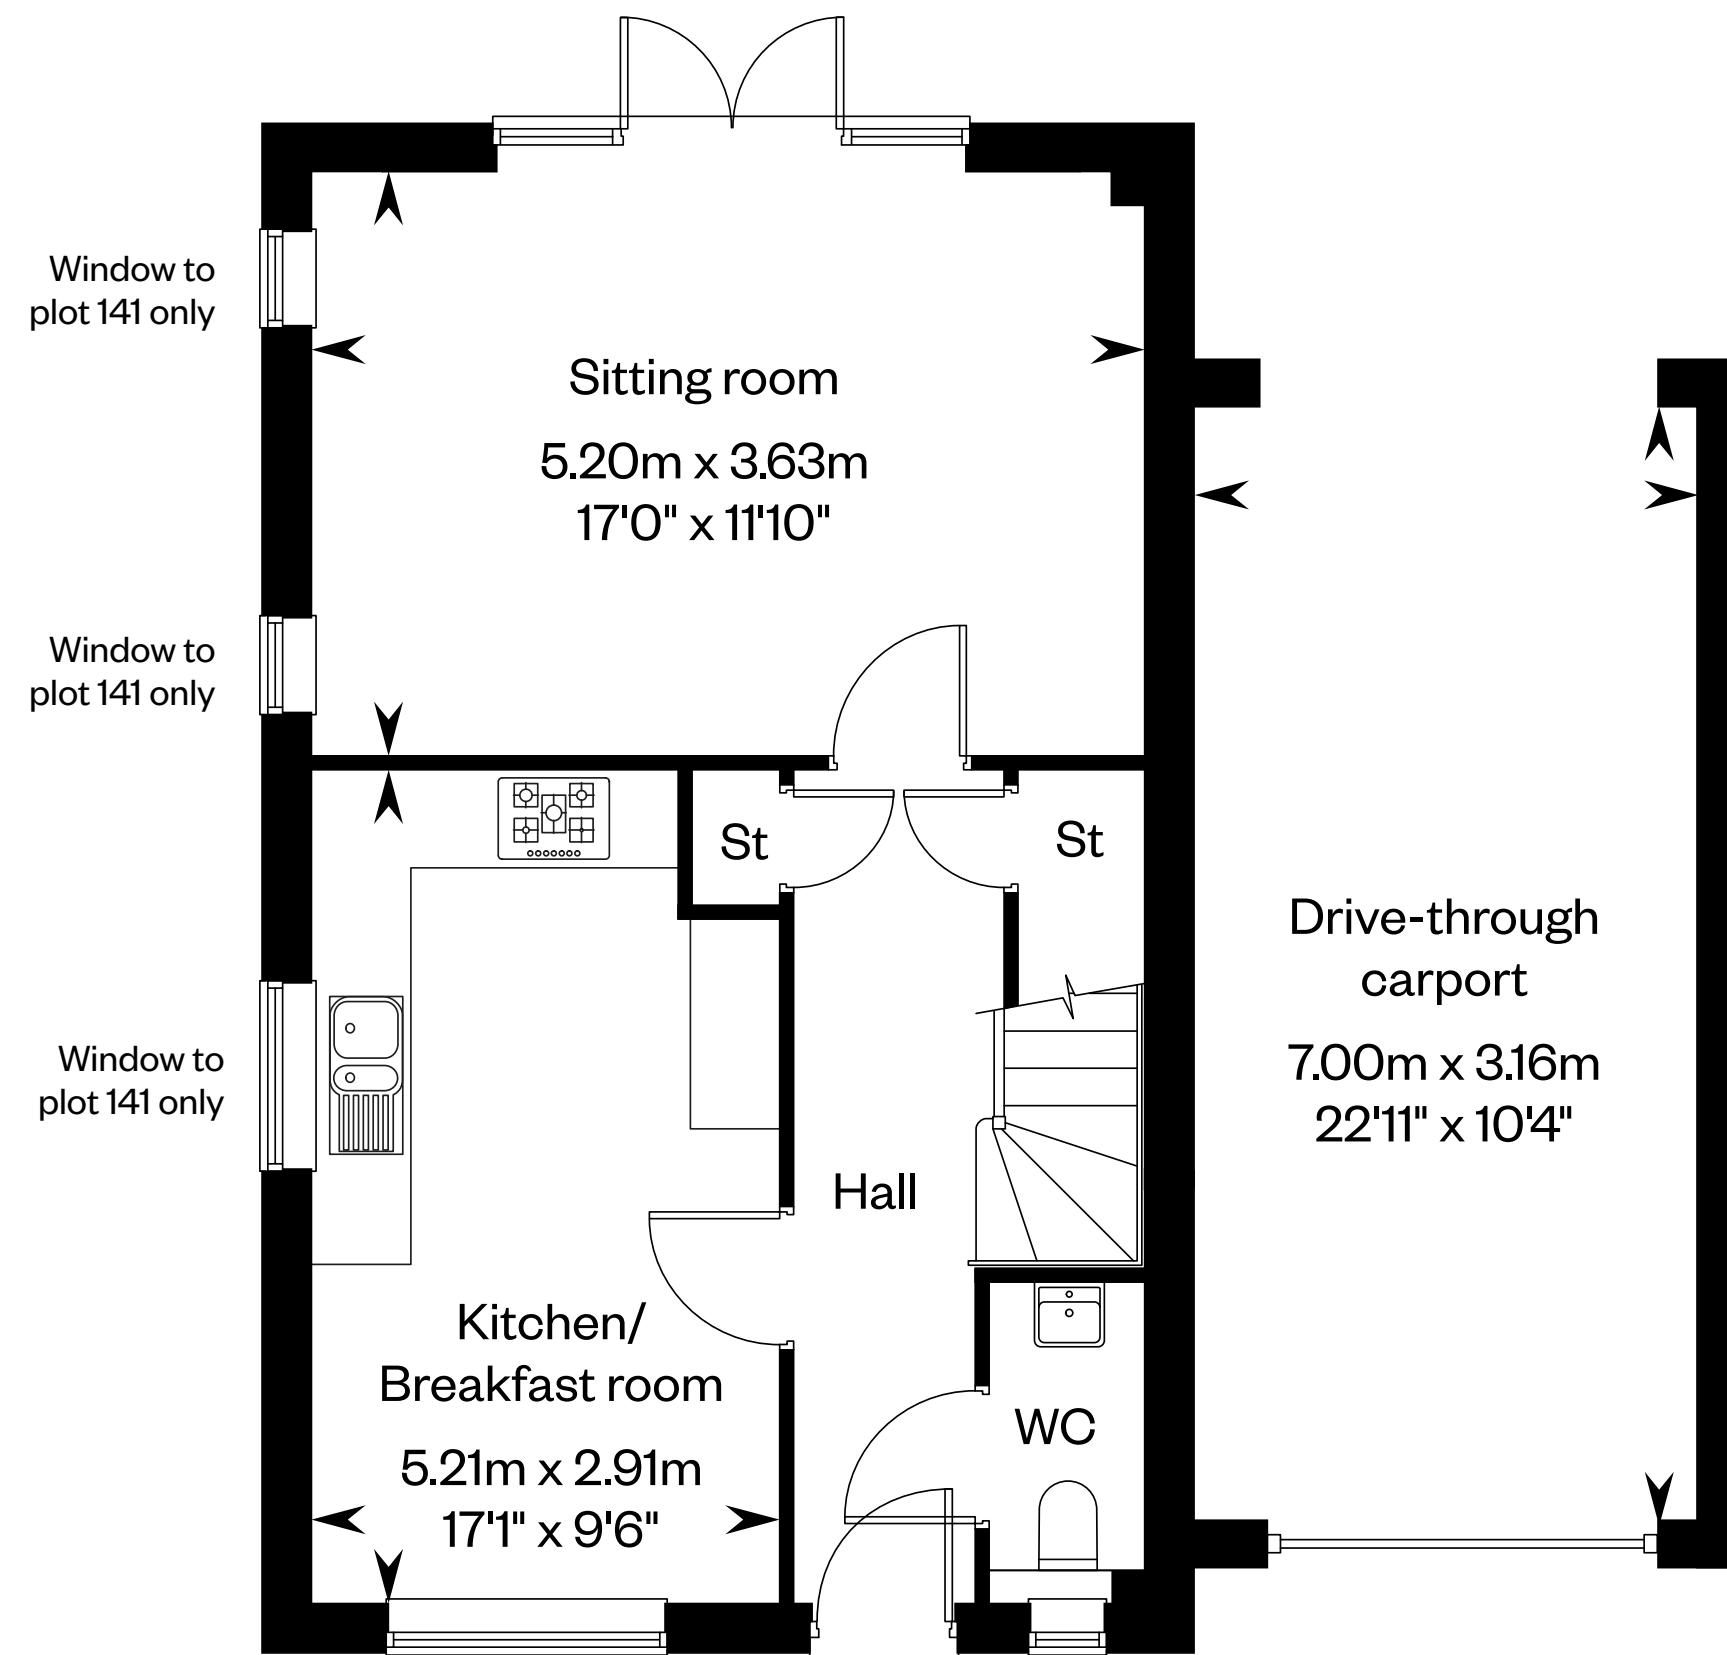 Window to
plot 141 only
Sitting room
5.20m x 3.63m
17'0" x 11'10"
Window to
plot 141 only
St
St
Drive-through
carport
7.00m x 3.16m
22'11" x 10'4"
Window to
plot 141 only
Hall
Kitchen/
Breakfast room
5.21m x 2.91m
17'1" x 9'6"
WC